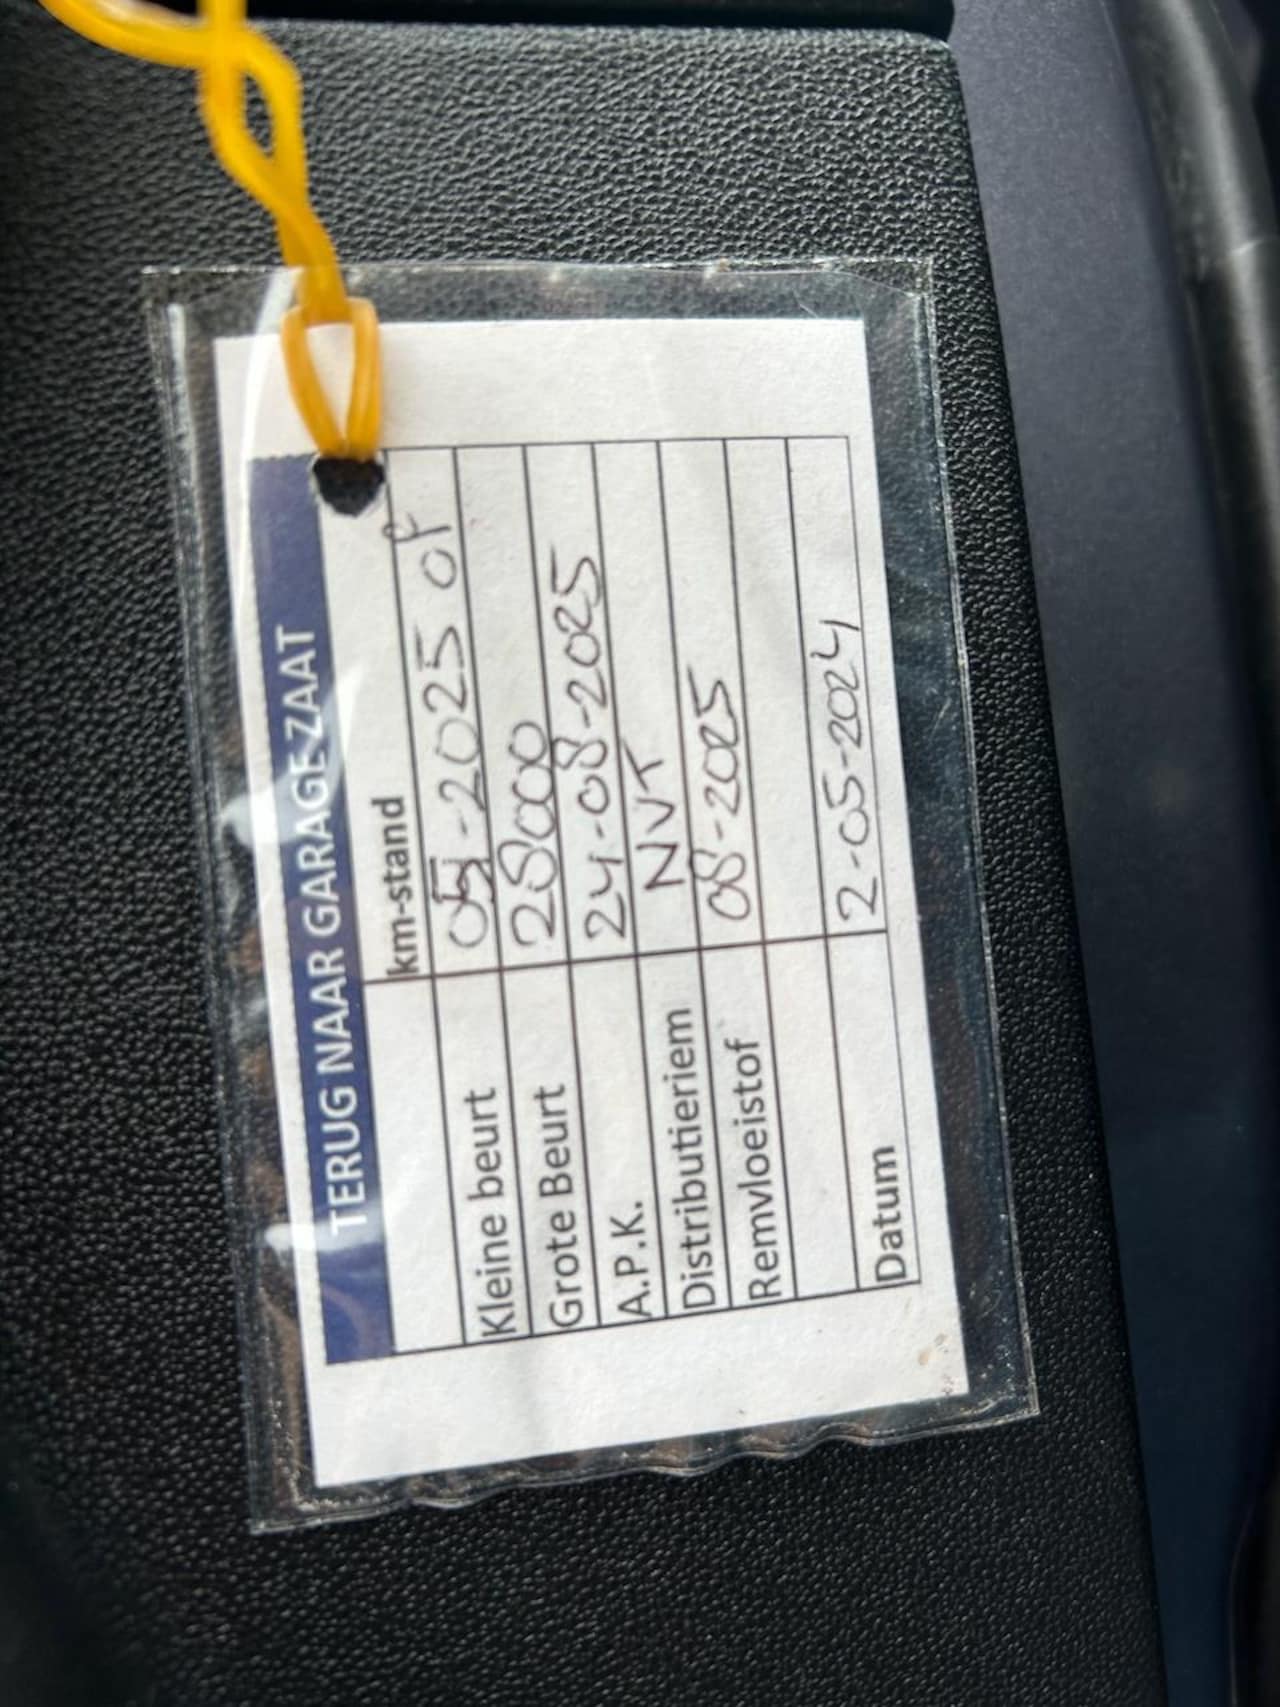 TERUG NAAR GARAGE ZAAT
km-stand
Kleine beurt 05-2025 of
Grote Beurt 28000
A.P.K. 24-08-2025
Distributieriem NVT
Remvloeistof 08-2025
Datum 2-05-2024